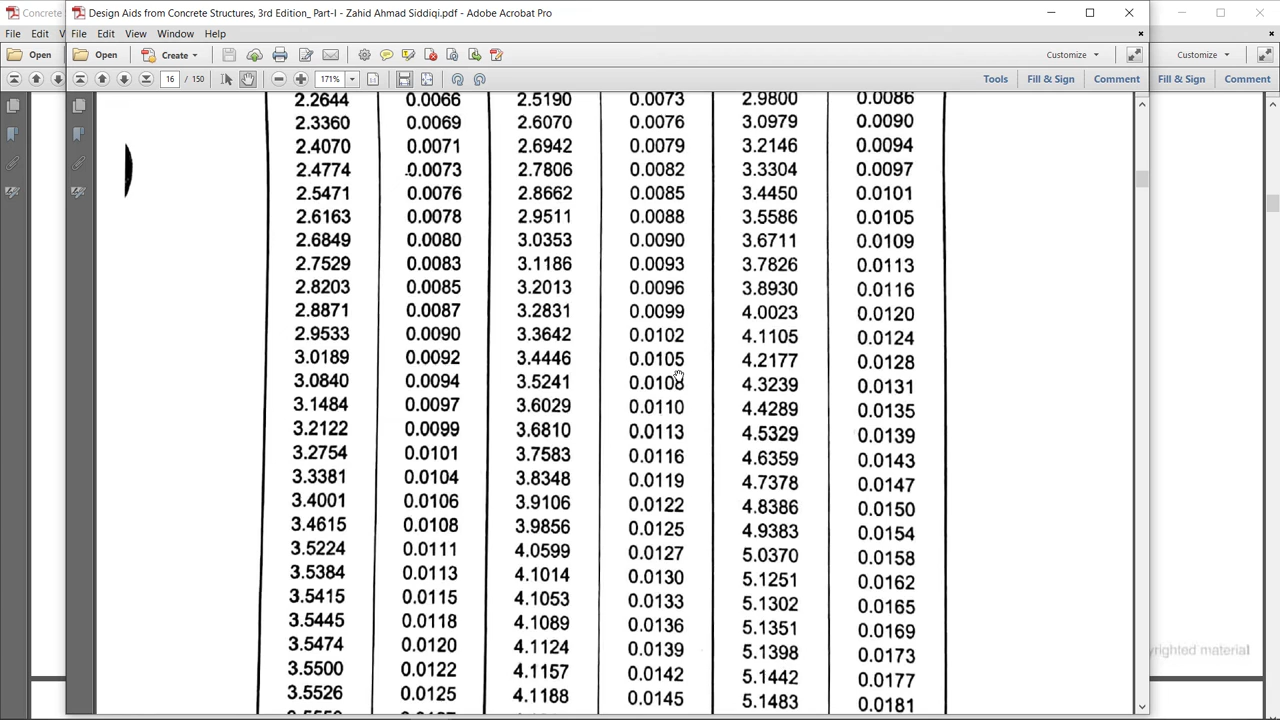 Concrete
Design Aids from Concrete Structures, 3rd Edition_ Part-I - Zahid Ahmad Siddiqi.pdf - Adobe Acrobat Pro
File Edit V
File Edit View Window Help
Open
Open Create Customize
Customize
16 / 150 171% Tools Fill & Sign Comment
Fill & Sign Comment
2.2644 0.0066 2.5190 0.0073 2.9800 0.0086
2.3360 0.0069 2.6070 0.0076 3.0979 0.0090
2.4070 0.0071 2.6942 0.0079 3.2146 0.0094
2.4774 0.0073 2.7806 0.0082 3.3304 0.0097
2.5471 0.0076 2.8662 0.0085 3.4450 0.0101
2.6163 0.0078 2.9511 0.0088 3.5586 0.0105
2.6849 0.0080 3.0353 0.0090 3.6711 0.0109
2.7529 0.0083 3.1186 0.0093 3.7826 0.0113
2.8203 0.0085 3.2013 0.0096 3.8930 0.0116
2.8871 0.0087 3.2831 0.0099 4.0023 0.0120
2.9533 0.0090 3.3642 0.0102 4.1105 0.0124
3.0189 0.0092 3.4446 0.0105 4.2177 0.0128
3.0840 0.0094 3.5241 0.0108 4.3239 0.0131
3.1484 0.0097 3.6029 0.0110 4.4289 0.0135
3.2122 0.0099 3.6810 0.0113 4.5329 0.0139
3.2754 0.0101 3.7583 0.0116 4.6359 0.0143
3.3381 0.0104 3.8348 0.0119 4.7378 0.0147
3.4001 0.0106 3.9106 0.0122 4.8386 0.0150
3.4615 0.0108 3.9856 0.0125 4.9383 0.0154
3.5224 0.0111 4.0599 0.0127 5.0370 0.0158
3.5384 0.0113 4.1014 0.0130 5.1251 0.0162
3.5415 0.0115 4.1053 0.0133 5.1302 0.0165
3.5445 0.0118 4.1089 0.0136 5.1351 0.0169
3.5474 0.0120 4.1124 0.0139 5.1398 0.0173
3.5500 0.0122 4.1157 0.0142 5.1442 0.0177
3.5526 0.0125 4.1188 0.0145 5.1483 0.0181
yrighted material